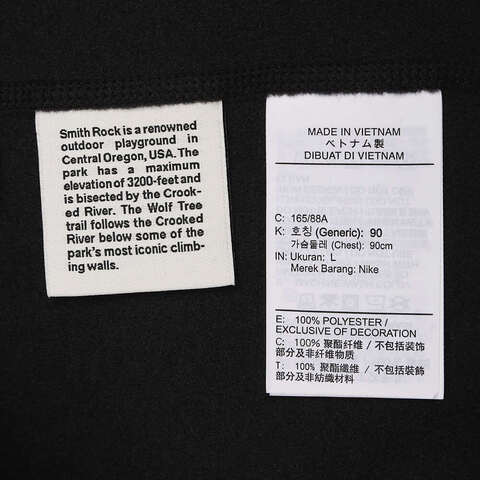 Smith Rock is a renowned
outdoor playground in
Central Oregon, USA. The
park has a maximum
elevation of 3200-feet and
is bisected by the Crook-
ed River. The Wolf Tree
trail follows the Crooked
River below some of the
park's most iconic climb-
ing walls.
MADE IN VIETNAM
ベトナム製
DIBUAT DI VIETNAM
C: 165/88A
K: 호칭 (Generic): 90
가슴둘레 (Chest): 90cm
IN: Ukuran: L
Merek Barang: Nike
E: 100% POLYESTER/
EXCLUSIVE OF DECORATION
C: 100% 聚酯纤维 / 不包括装饰
部分及非纤维物质
T: 100% 聚酯纖維 / 不包括裝飾
部分及非紡織材料